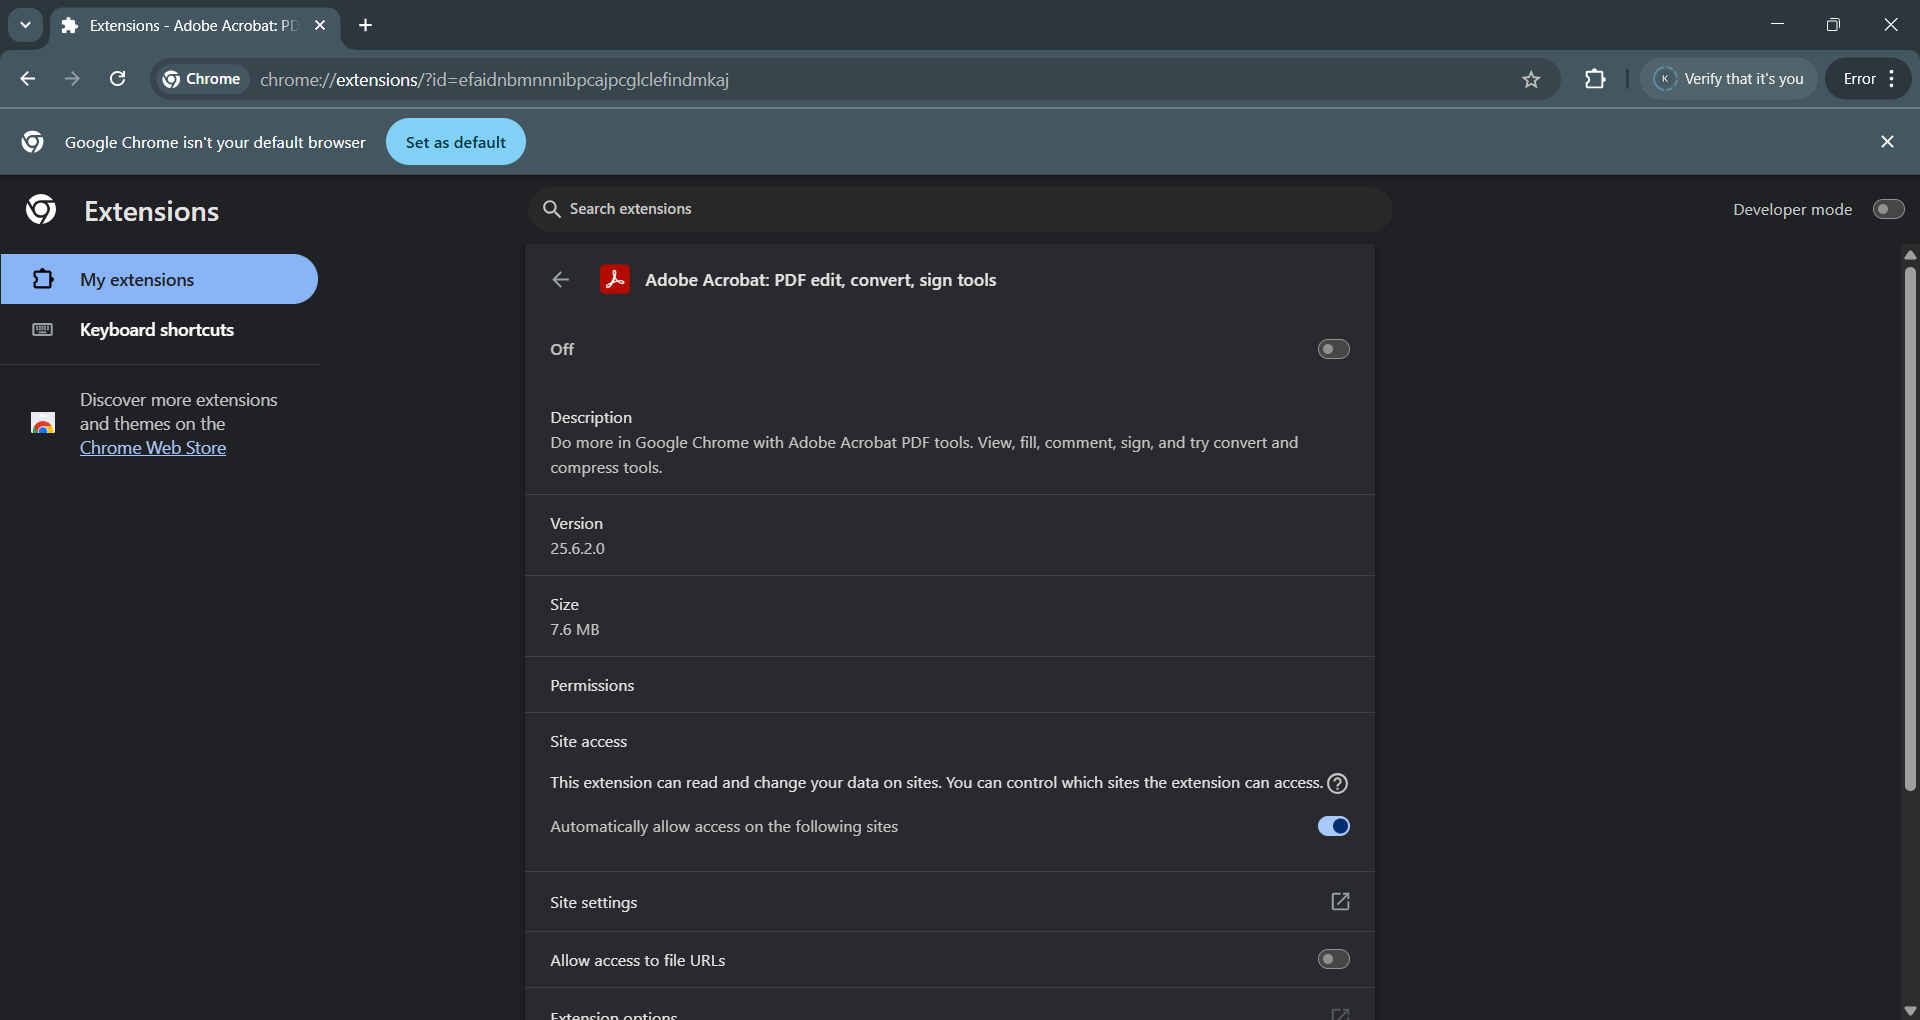 Extensions - Adobe Acrobat: PD
Chrome
chrome://extensions/?id=efaidnbmnnnibpcajpcglclefindmkaj
K
Verify that it's you
Error
Google Chrome isn't your default browser
Set as default
Extensions
Search extensions
Developer mode
My extensions
Keyboard shortcuts
Discover more extensions
and themes on the
Chrome Web Store
Adobe Acrobat: PDF edit, convert, sign tools
Off
Description
Do more in Google Chrome with Adobe Acrobat PDF tools. View, fill, comment, sign, and try convert and
compress tools.
Version
25.6.2.0
Size
7.6 MB
Permissions
Site access
This extension can read and change your data on sites. You can control which sites the extension can access.
Automatically allow access on the following sites
Site settings
Allow access to file URLs
Extension options